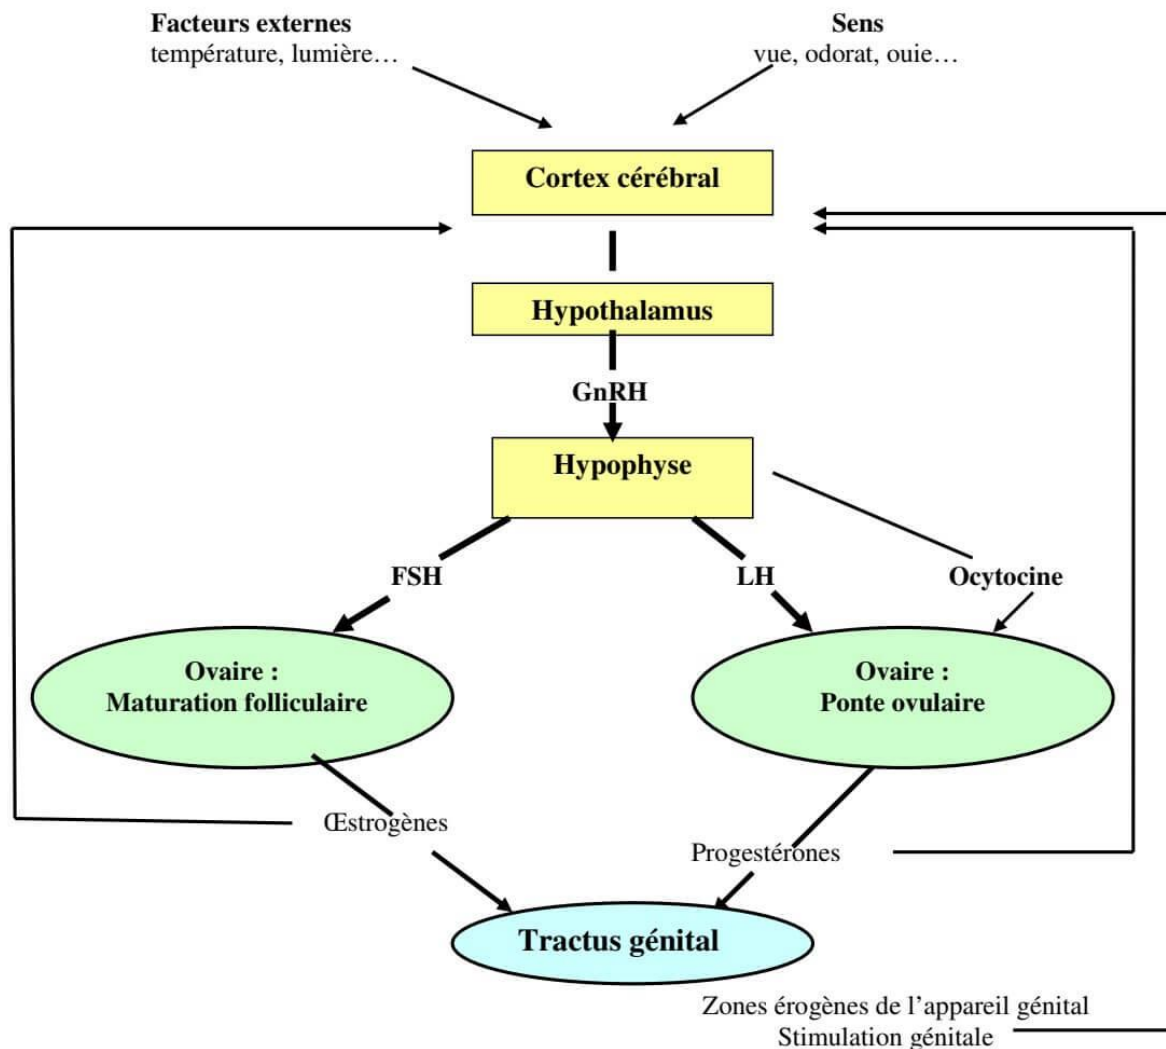 Facteurs externes
température, lumière…
Sens
vue, odorat, ouie…
Cortex cérébral
Hypothalamus
GnRH
Hypophyse
FSH
LH
Ocytocine
Ovaire :
Maturation folliculaire
Ovaire :
Ponte ovulaire
Œstrogènes
Progestérones
Tractus génital
Zones érogènes de l’appareil génital
Stimulation génitale